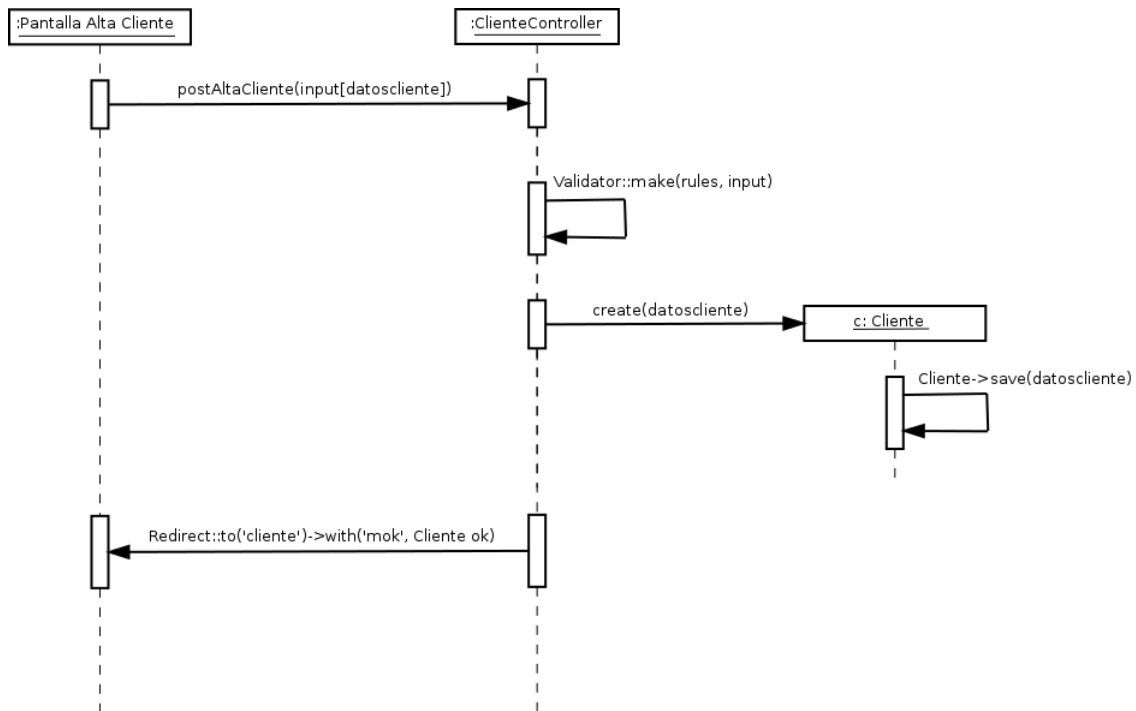 :Pantalla Alta Cliente
:ClienteController
postAltaCliente(input[datoscliente])
Validator::make(rules, input)
create(datoscliente)
c: Cliente
Cliente->save(datoscliente)
Redirect::to('cliente')->with('mok', Cliente ok)